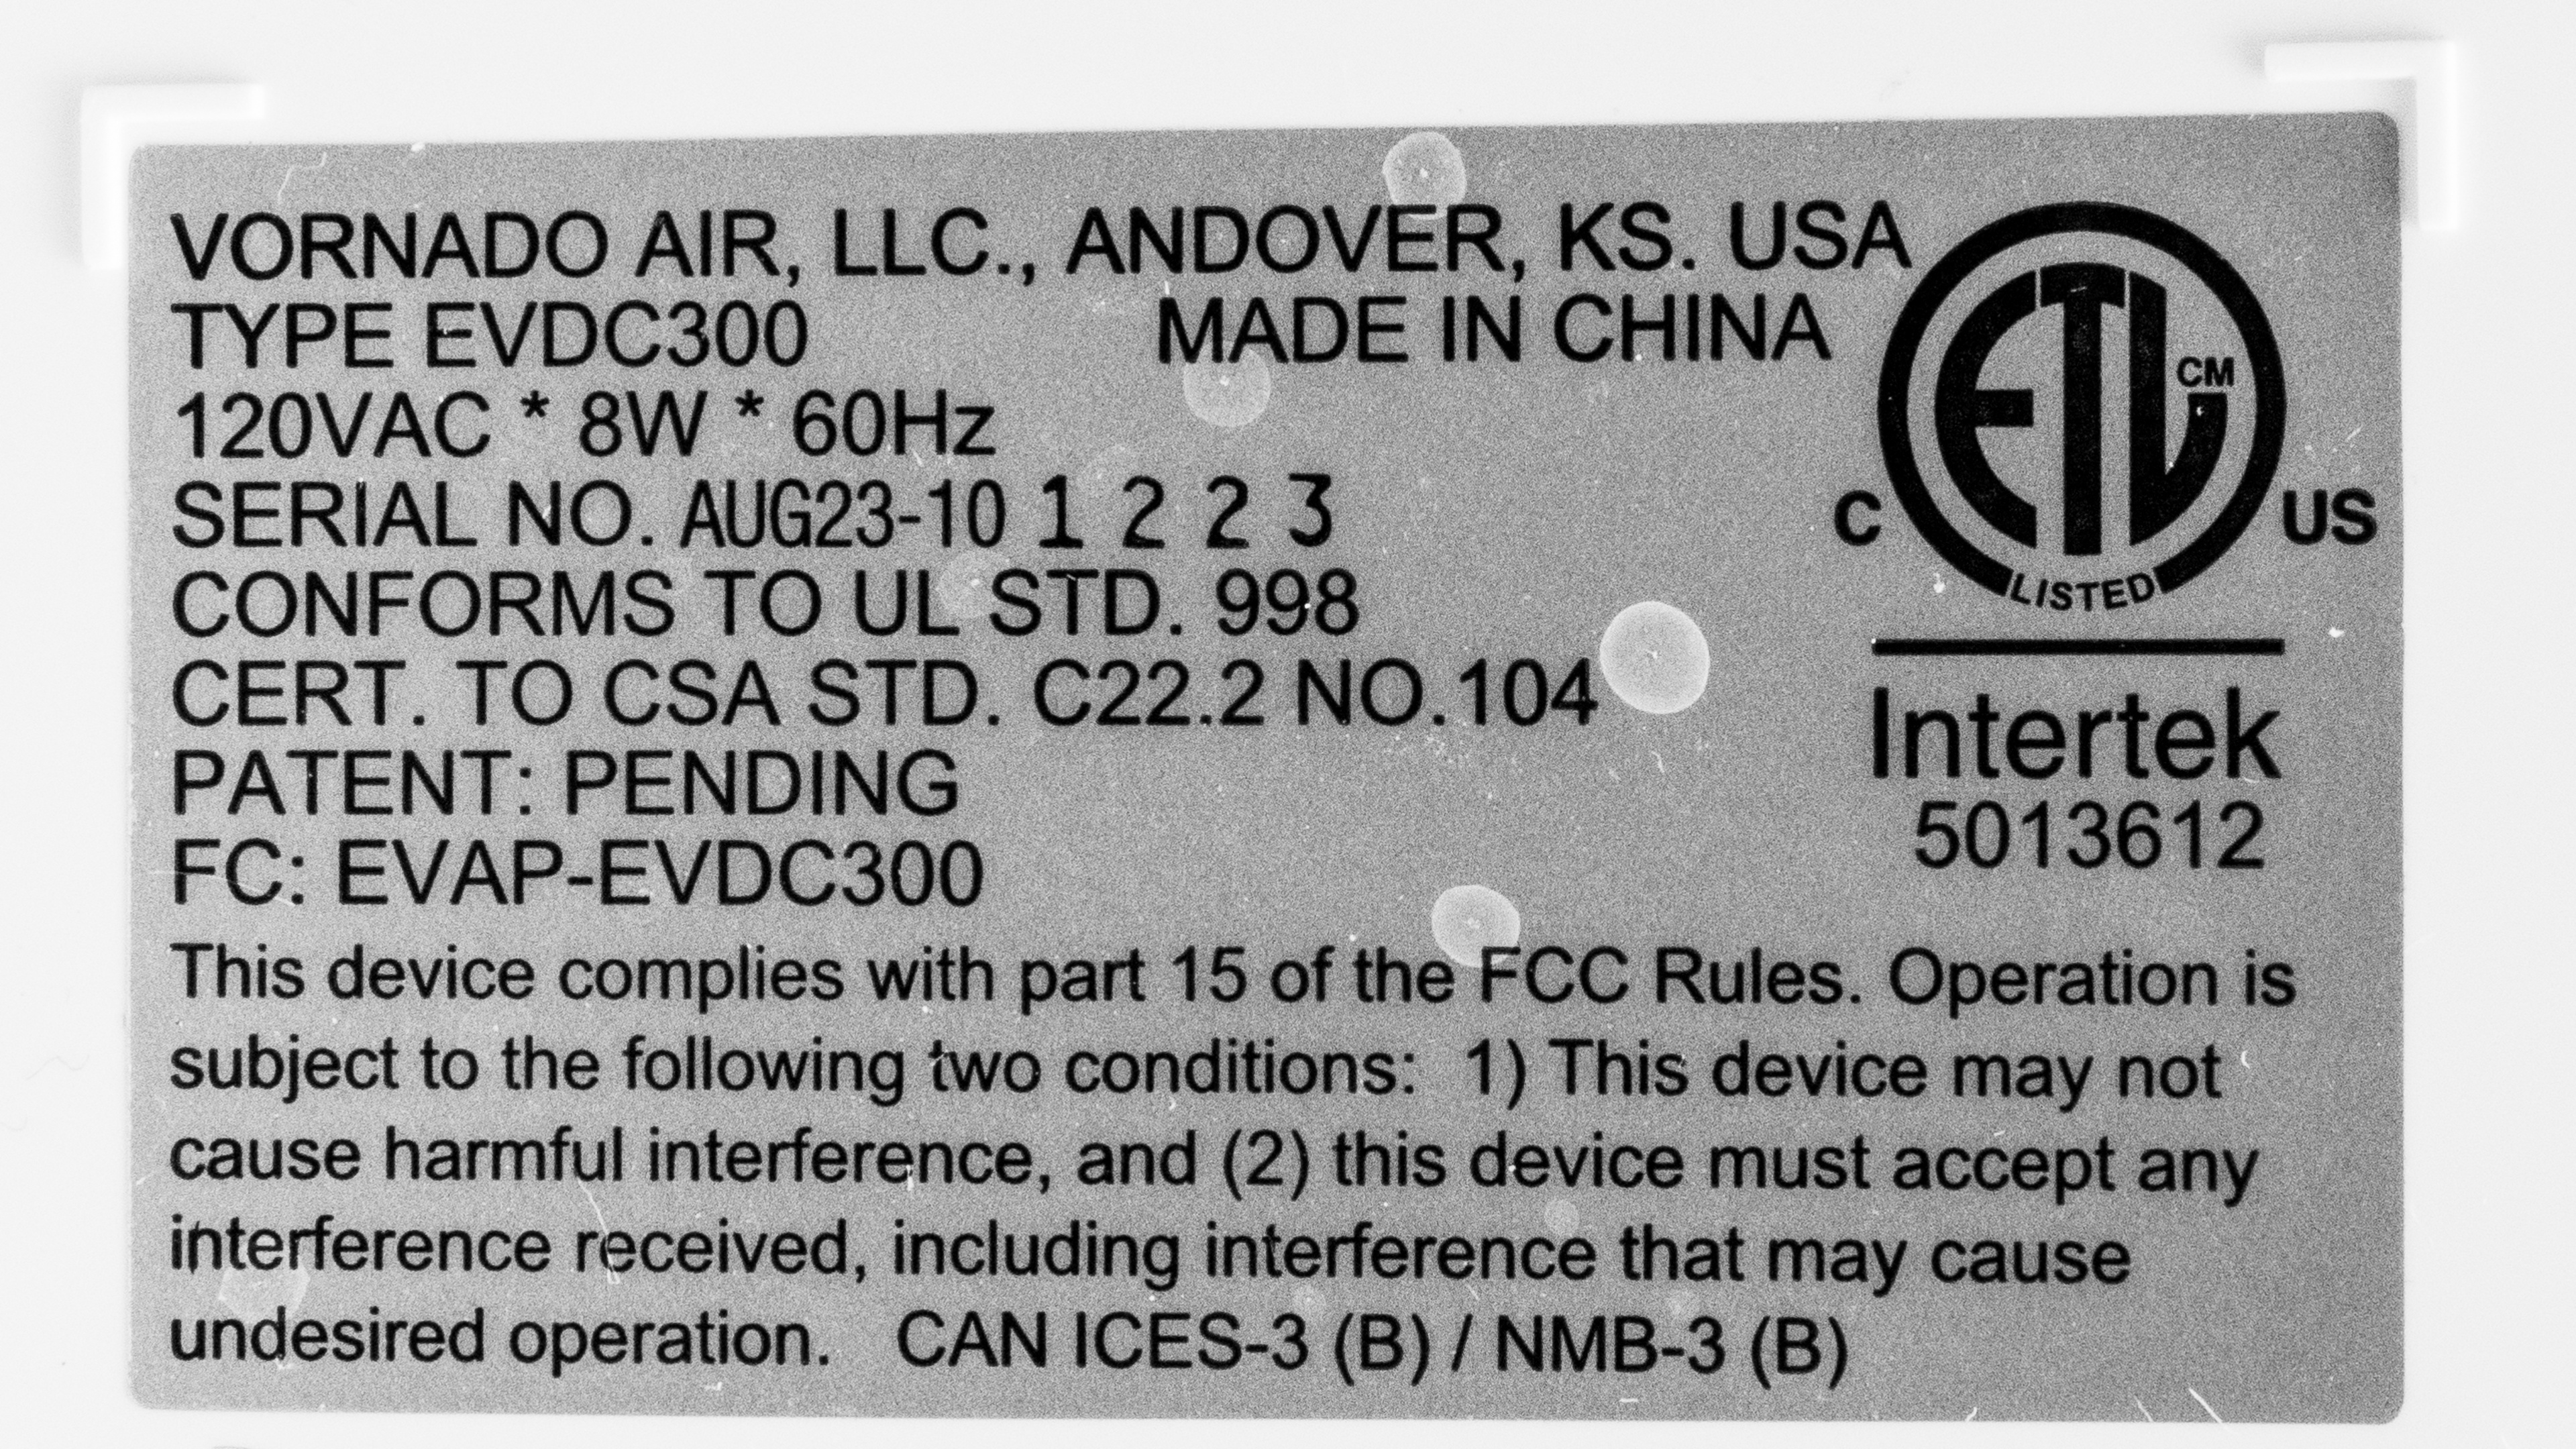 VORNADO AIR, LLC., ANDOVER, KS. USA
TYPE EVDC300 MADE IN CHINA
120VAC * 8W * 60Hz
SERIAL NO. AUG23-10 1 2 2 3
CONFORMS TO UL STD. 998
CERT. TO CSA STD. C22.2 NO.104
PATENT: PENDING
FC: EVAP-EVDC300
This device complies with part 15 of the FCC Rules. Operation is
subject to the following two conditions:  1) This device may not
cause harmful interference, and (2) this device must accept any
interference received, including interference that may cause
undesired operation.   CAN ICES-3 (B) / NMB-3 (B)
ETL CM
C US
LISTED
Intertek
5013612